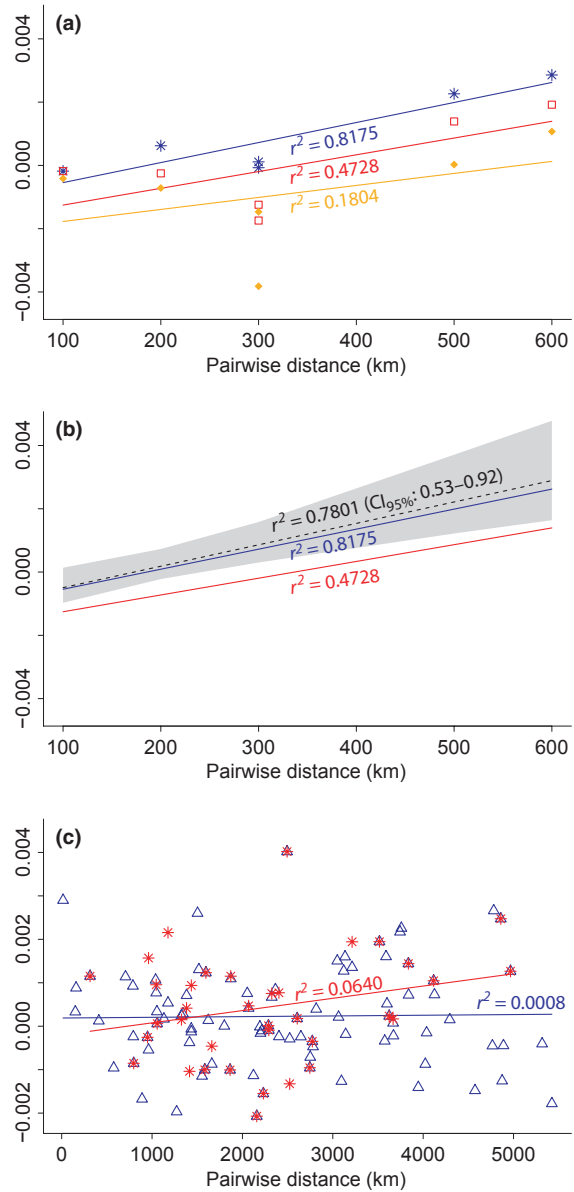 (a)
0.004
0.000
−0.004
r² = 0.8175
r² = 0.4728
r² = 0.1804
100 200 300 400 500 600
Pairwise distance (km)
(b)
0.004
0.000
−0.004
r² = 0.7801 (CI95%: 0.53–0.92)
r² = 0.8175
r² = 0.4728
100 200 300 400 500 600
Pairwise distance (km)
(c)
0.004
0.002
0.000
−0.002
r² = 0.0640
r² = 0.0008
0 1000 2000 3000 4000 5000
Pairwise distance (km)